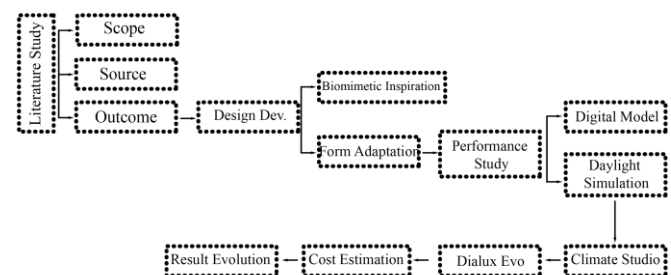 Literature Study
Scope
Source
Outcome
Design Dev.
Biomimetic Inspiration
Form Adaptation
Performance
Study
Digital Model
Daylight
Simulation
Result Evolution
Cost Estimation
Dialux Evo
Climate Studio